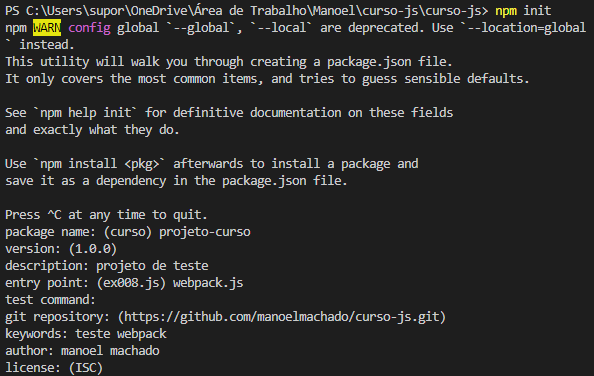 PS C:\Users\supor\OneDrive\Área de Trabalho\Manoel\curso-js\curso-js> npm init
npm WARN config global `--global`, `--local` are deprecated. Use `--location=global
` instead.
This utility will walk you through creating a package.json file.
It only covers the most common items, and tries to guess sensible defaults.

See `npm help init` for definitive documentation on these fields
and exactly what they do.

Use `npm install <pkg>` afterwards to install a package and
save it as a dependency in the package.json file.

Press ^C at any time to quit.
package name: (curso) projeto-curso
version: (1.0.0)
description: projeto de teste
entry point: (ex008.js) webpack.js
test command:
git repository: (https://github.com/manoelmachado/curso-js.git)
keywords: teste webpack
author: manoel machado
license: (ISC)